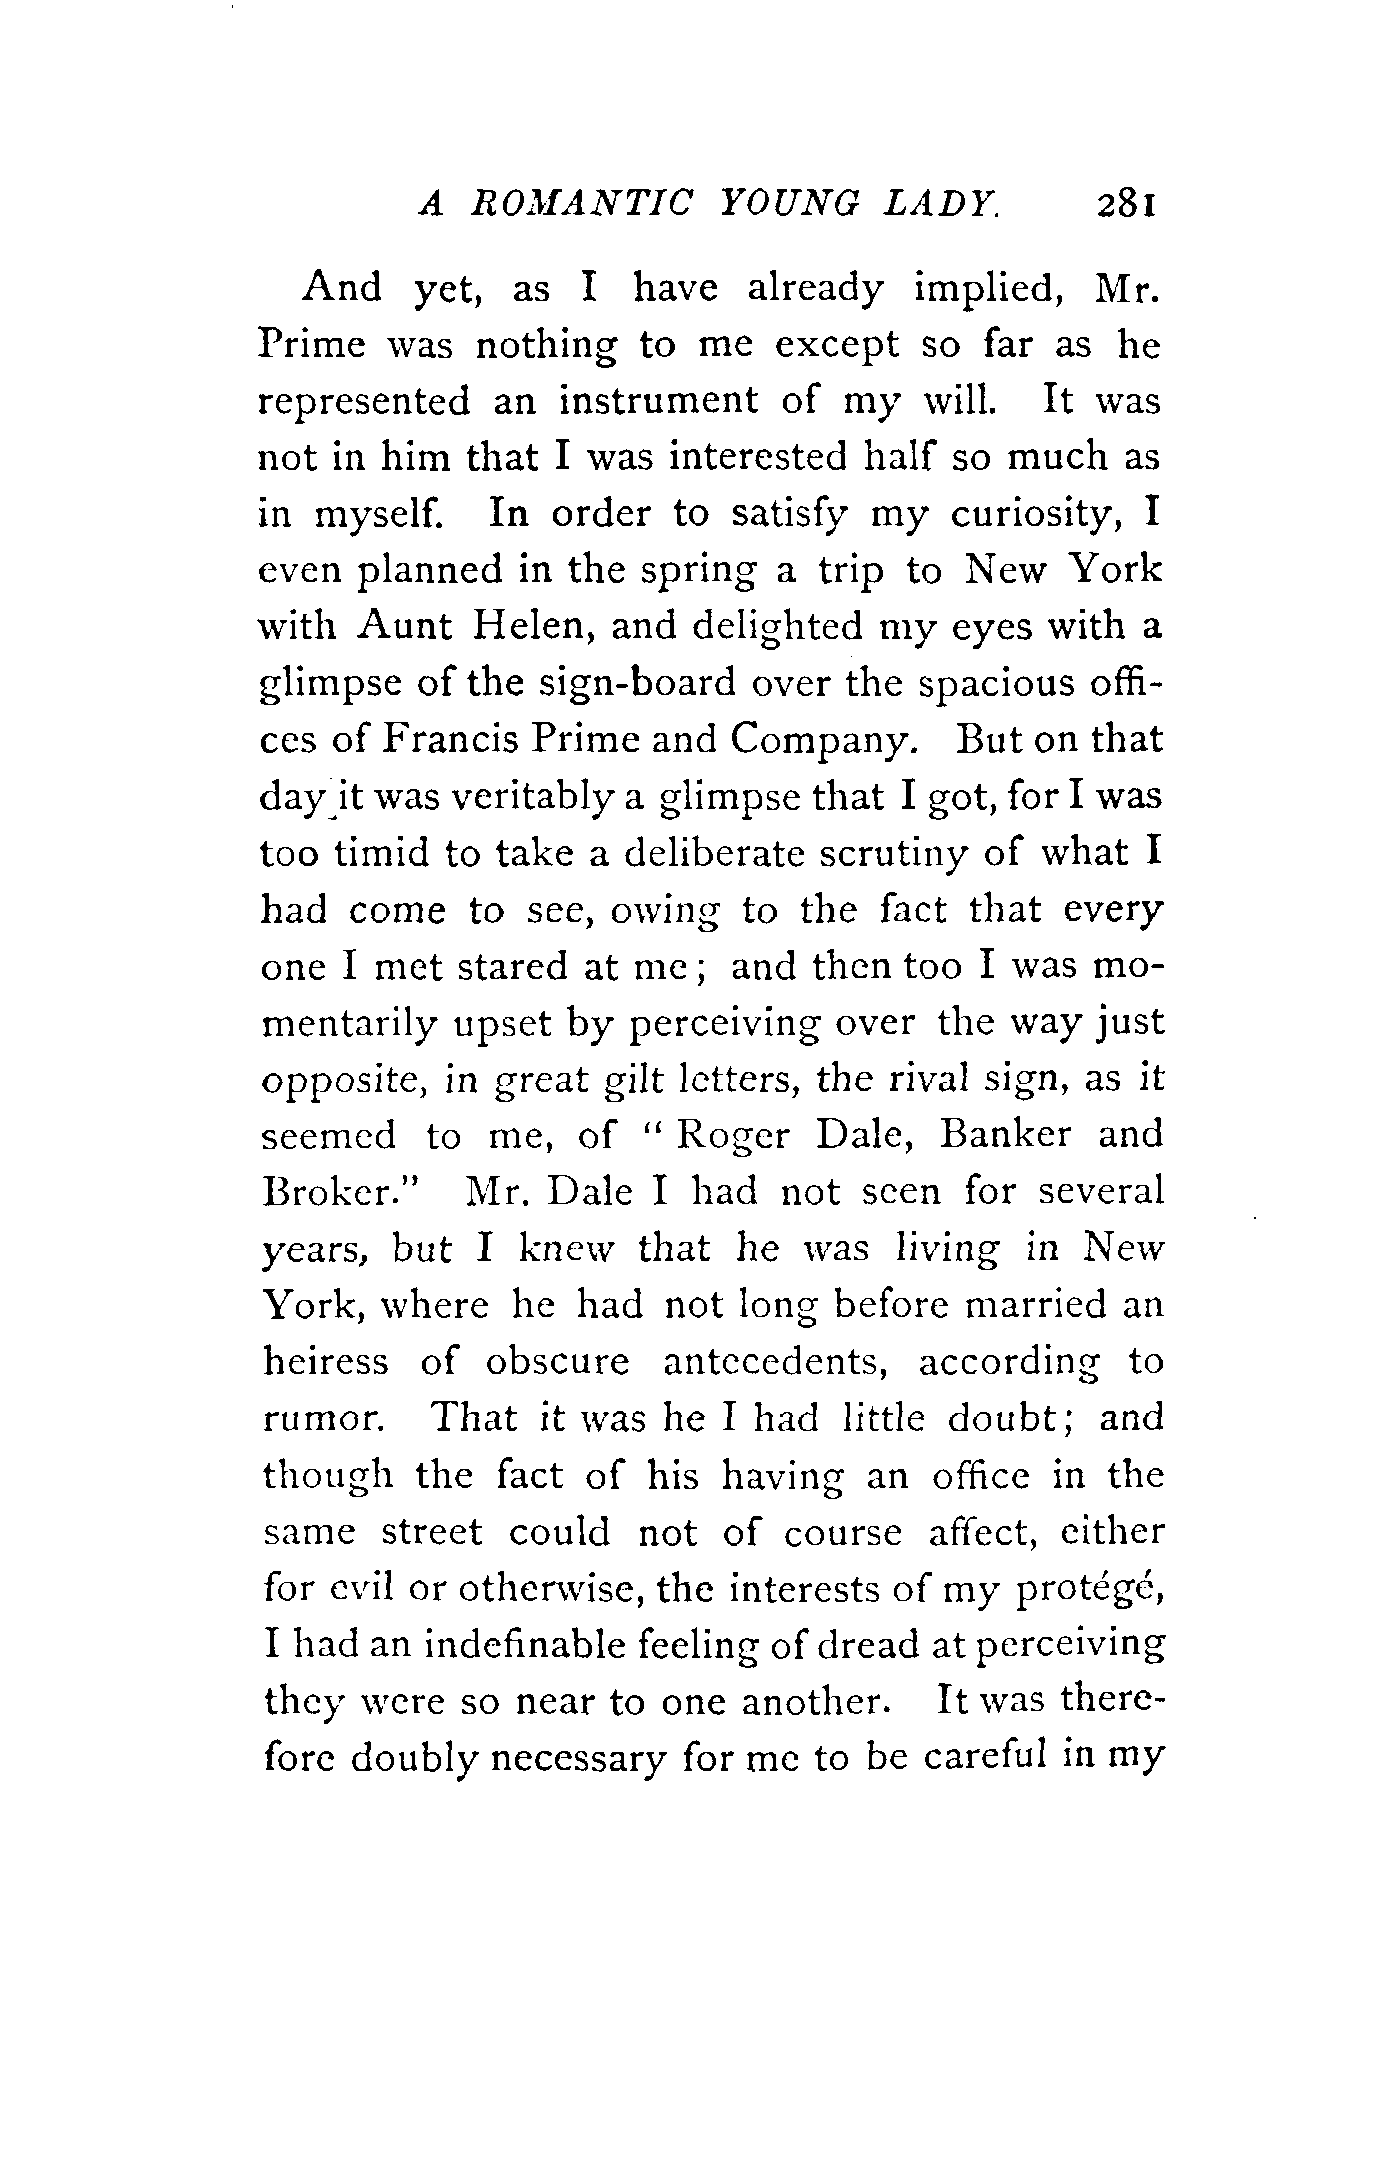 A ROMANTIC YOUNG LADY. 281
And yet, as I have already implied, Mr.
Prime was nothing to me except so far as he
represented an instrument of my will. It was
not in him that I was interested half so much as
in myself. In order to satisfy my curiosity, I
even planned in the spring a trip to New York
with Aunt Helen, and delighted my eyes with a
glimpse of the sign-board over the spacious offi-
ces of Francis Prime and Company. But on that
day it was veritably a glimpse that I got, for I was
too timid to take a deliberate scrutiny of what I
had come to see, owing to the fact that every
one I met stared at me; and then too I was mo-
mentarily upset by perceiving over the way just
opposite, in great gilt letters, the rival sign, as it
seemed to me, of "Roger Dale, Banker and
Broker." Mr. Dale I had not seen for several
years, but I knew that he was living in New
York, where he had not long before married an
heiress of obscure antecedents, according to
rumor. That it was he I had little doubt; and
though the fact of his having an office in the
same street could not of course affect, either
for evil or otherwise, the interests of my protégé,
I had an indefinable feeling of dread at perceiving
they were so near to one another. It was there-
fore doubly necessary for me to be careful in my